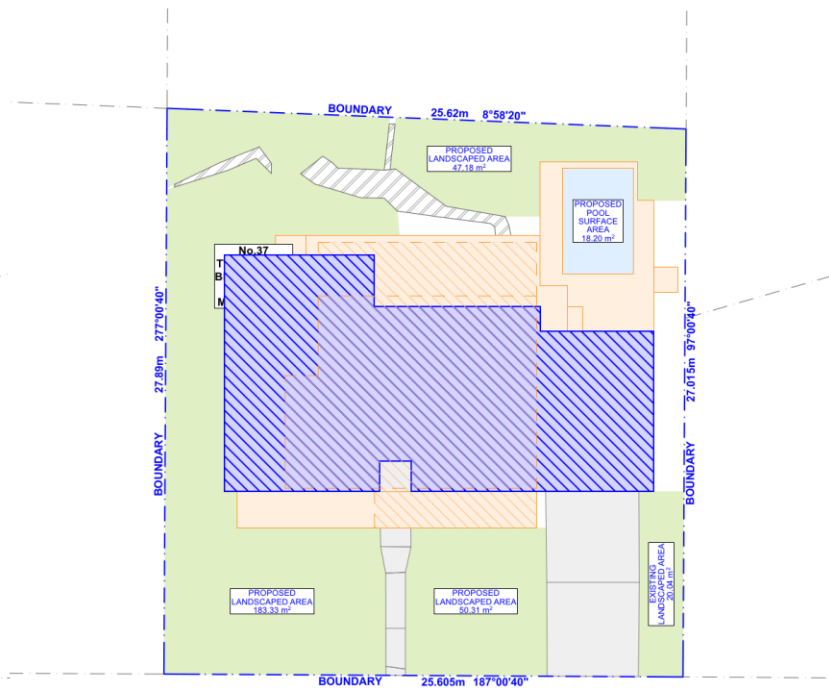 BOUNDARY 25.62m 8°58'20"
PROPOSED
LANDSCAPED AREA
47.18 m²
PROPOSED
POOL
SURFACE
AREA
18.20 m²
No.37
T
B
M
BOUNDARY 27.89m 277°00'40"
27.015m 97°00'40"
BOUNDARY
PROPOSED
LANDSCAPED AREA
183.33 m²
PROPOSED
LANDSCAPED AREA
50.31 m²
EXISTING
LANDSCAPED AREA
20.04 m²
BOUNDARY 25.605m 187°00'40"